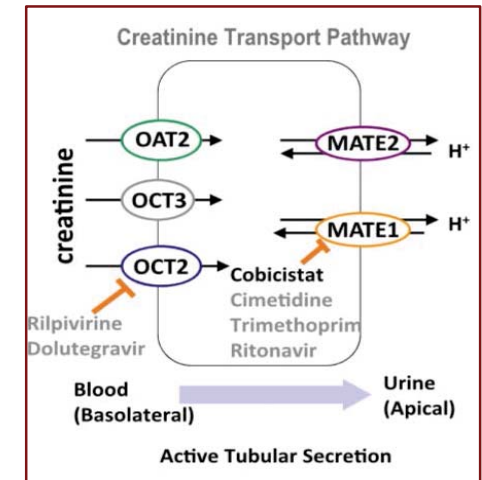 Creatinine Transport Pathway
creatinine
OAT2
OCT3
OCT2
MATE2
H+
MATE1
H+
Rilpivirine
Dolutegravir
Cobicistat
Cimetidine
Trimethoprim
Ritonavir
Blood
(Basolateral)
Urine
(Apical)
Active Tubular Secretion